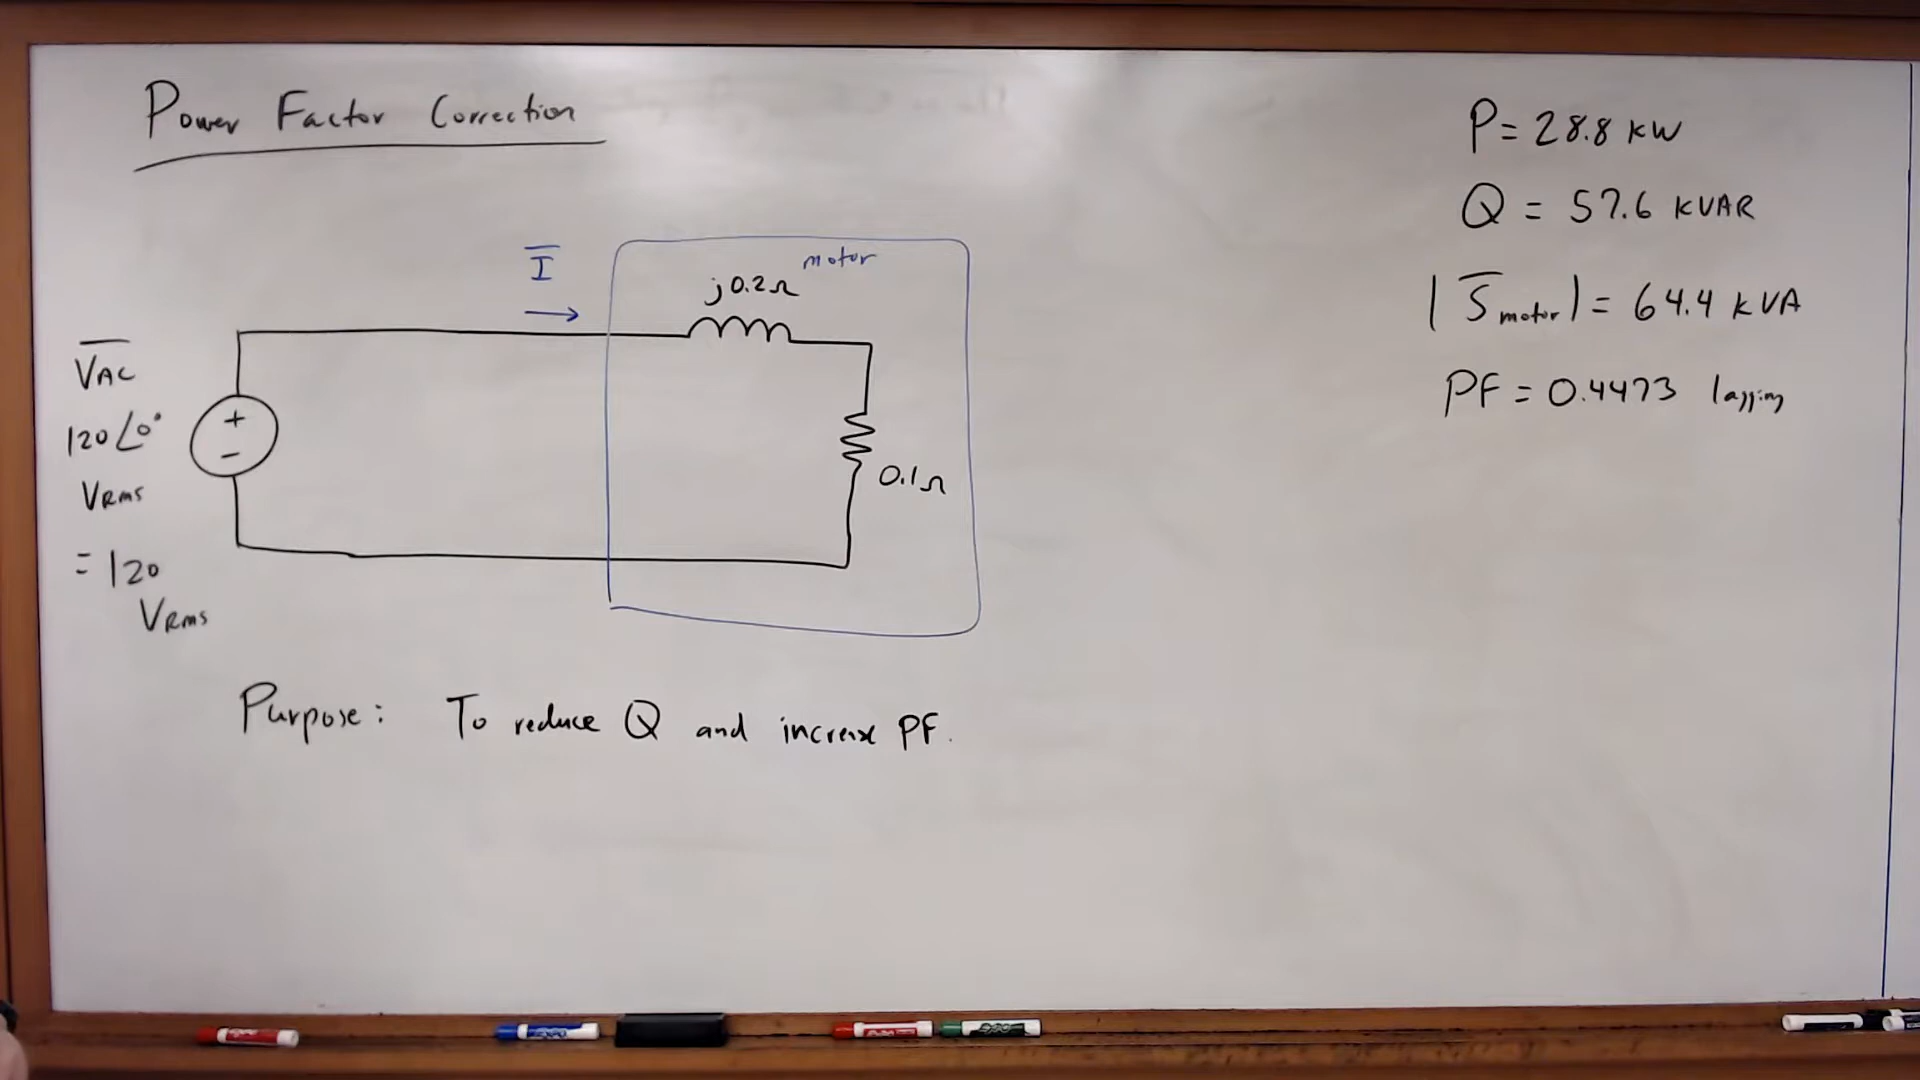 Power Factor Correction
P = 28.8 kW
Q = 57.6 KVAR
|S̅motor| = 64.4 kVA
PF = 0.4473 lagging
I̅
motor
j0.2Ω
V̅AC
120∠0°
VRMS
= 120
VRMS
+
−
0.1Ω
Purpose: To reduce Q and increase PF.
EXPO